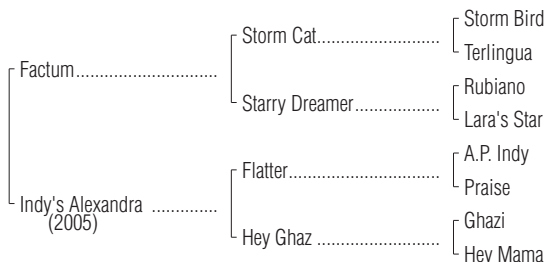 Storm Bird
Storm Cat..............................
Terlingua
Factum..................................
Rubiano
Starry Dreamer.....................
Lara's Star
A.P. Indy
Flatter.....................................
Praise
Indy's Alexandra ...............
(2005)
Ghazi
Hey Ghaz ..............................
Hey Mama